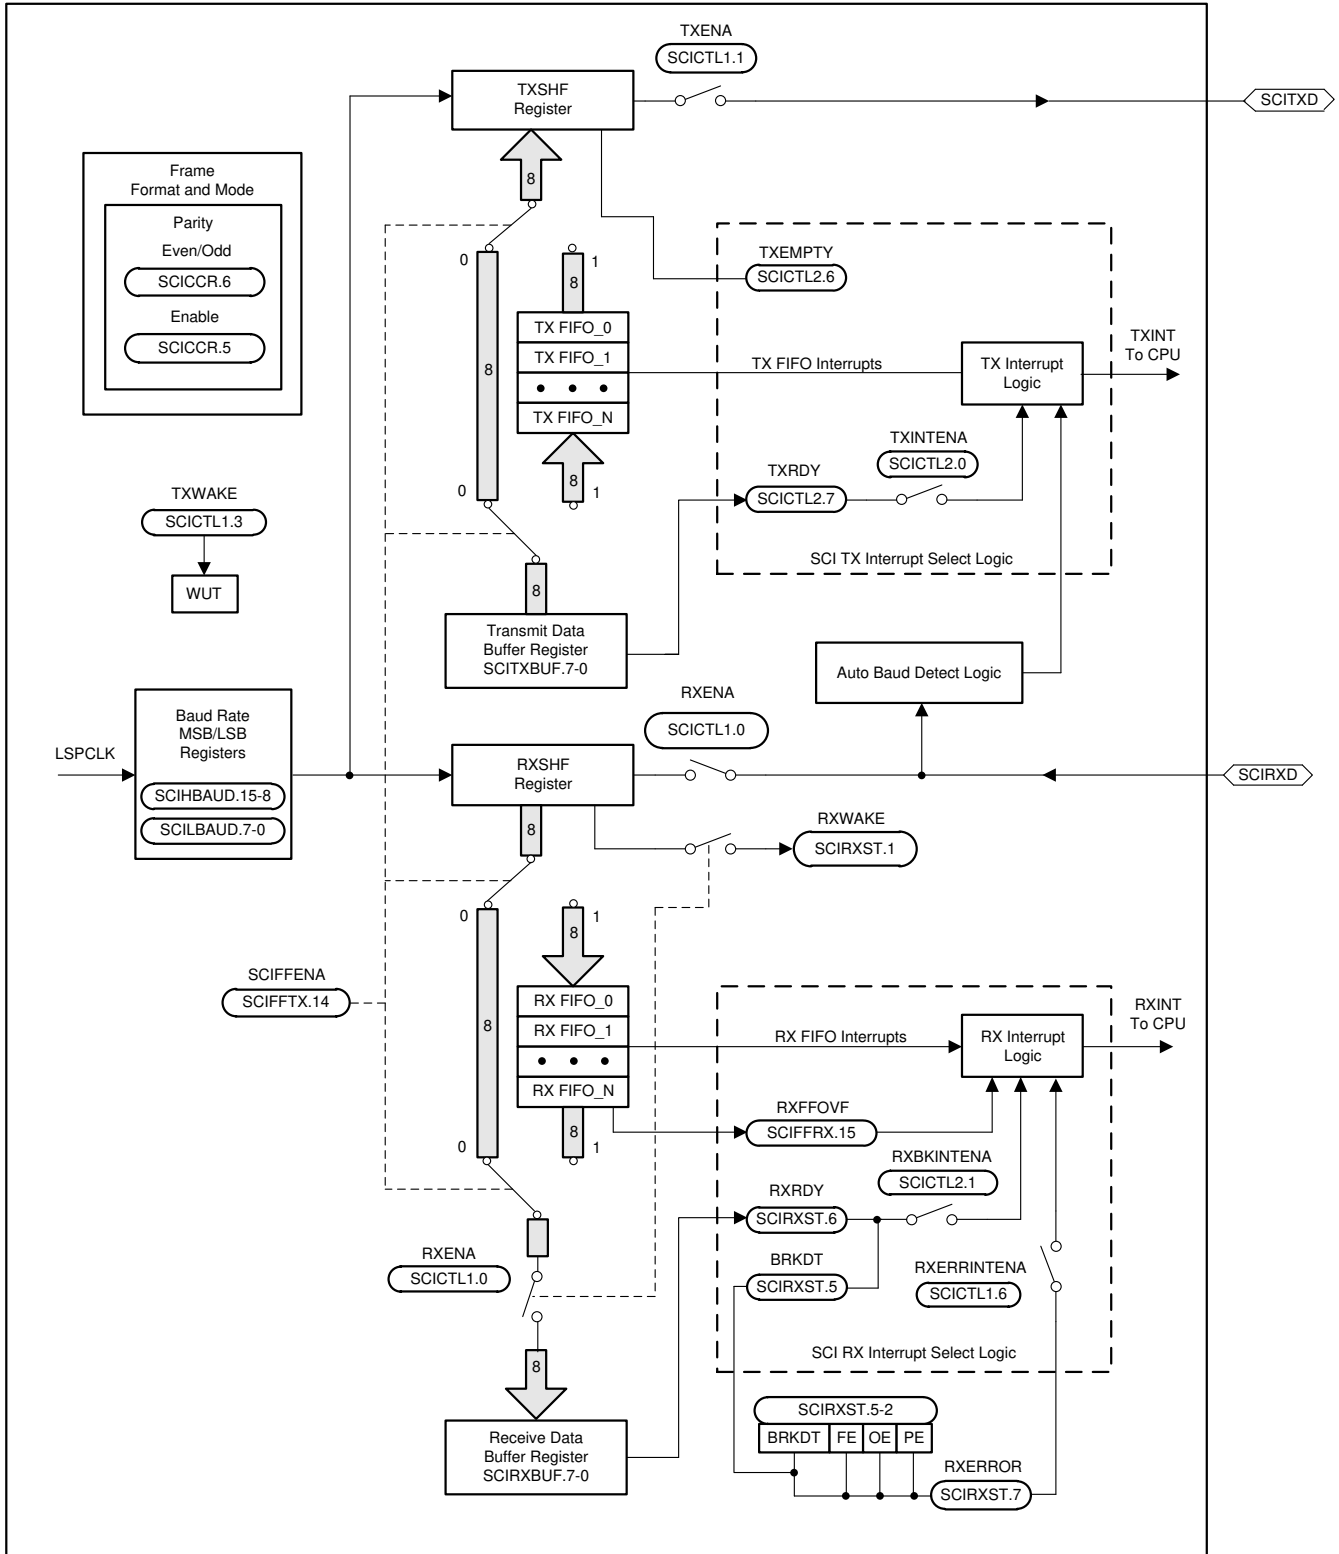 TXENA
SCICTL1.1
TXSHF
Register
SCITXD
Frame
Format and Mode
Parity
Even/Odd
SCICCR.6
Enable
SCICCR.5
8
0
1
8
TXEMPTY
SCICTL2.6
TX FIFO_0
TX FIFO_1
TX FIFO_N
8
TX FIFO Interrupts
TX Interrupt
Logic
TXINT
To CPU
TXINTENA
SCICTL2.0
TXRDY
SCICTL2.7
8
0
1
SCI TX Interrupt Select Logic
TXWAKE
SCICTL1.3
WUT
8
Transmit Data
Buffer Register
SCITXBUF.7-0
Auto Baud Detect Logic
RXENA
SCICTL1.0
LSPCLK
Baud Rate
MSB/LSB
Registers
SCIHBAUD.15-8
SCILBAUD.7-0
RXSHF
Register
SCIRXD
8
RXWAKE
SCIRXST.1
0
1
8
SCIFFENA
SCIFFTX.14
8
RX FIFO_0
RX FIFO_1
RX FIFO_N
RX FIFO Interrupts
RX Interrupt
Logic
RXINT
To CPU
8
0
1
RXFFOVF
SCIFFRX.15
RXBKINTENA
SCICTL2.1
RXRDY
SCIRXST.6
BRKDT
SCIRXST.5
RXERRINTENA
SCICTL1.6
RXENA
SCICTL1.0
SCI RX Interrupt Select Logic
8
SCIRXST.5-2
BRKDT FE OE PE
Receive Data
Buffer Register
SCIRXBUF.7-0
RXERROR
SCIRXST.7